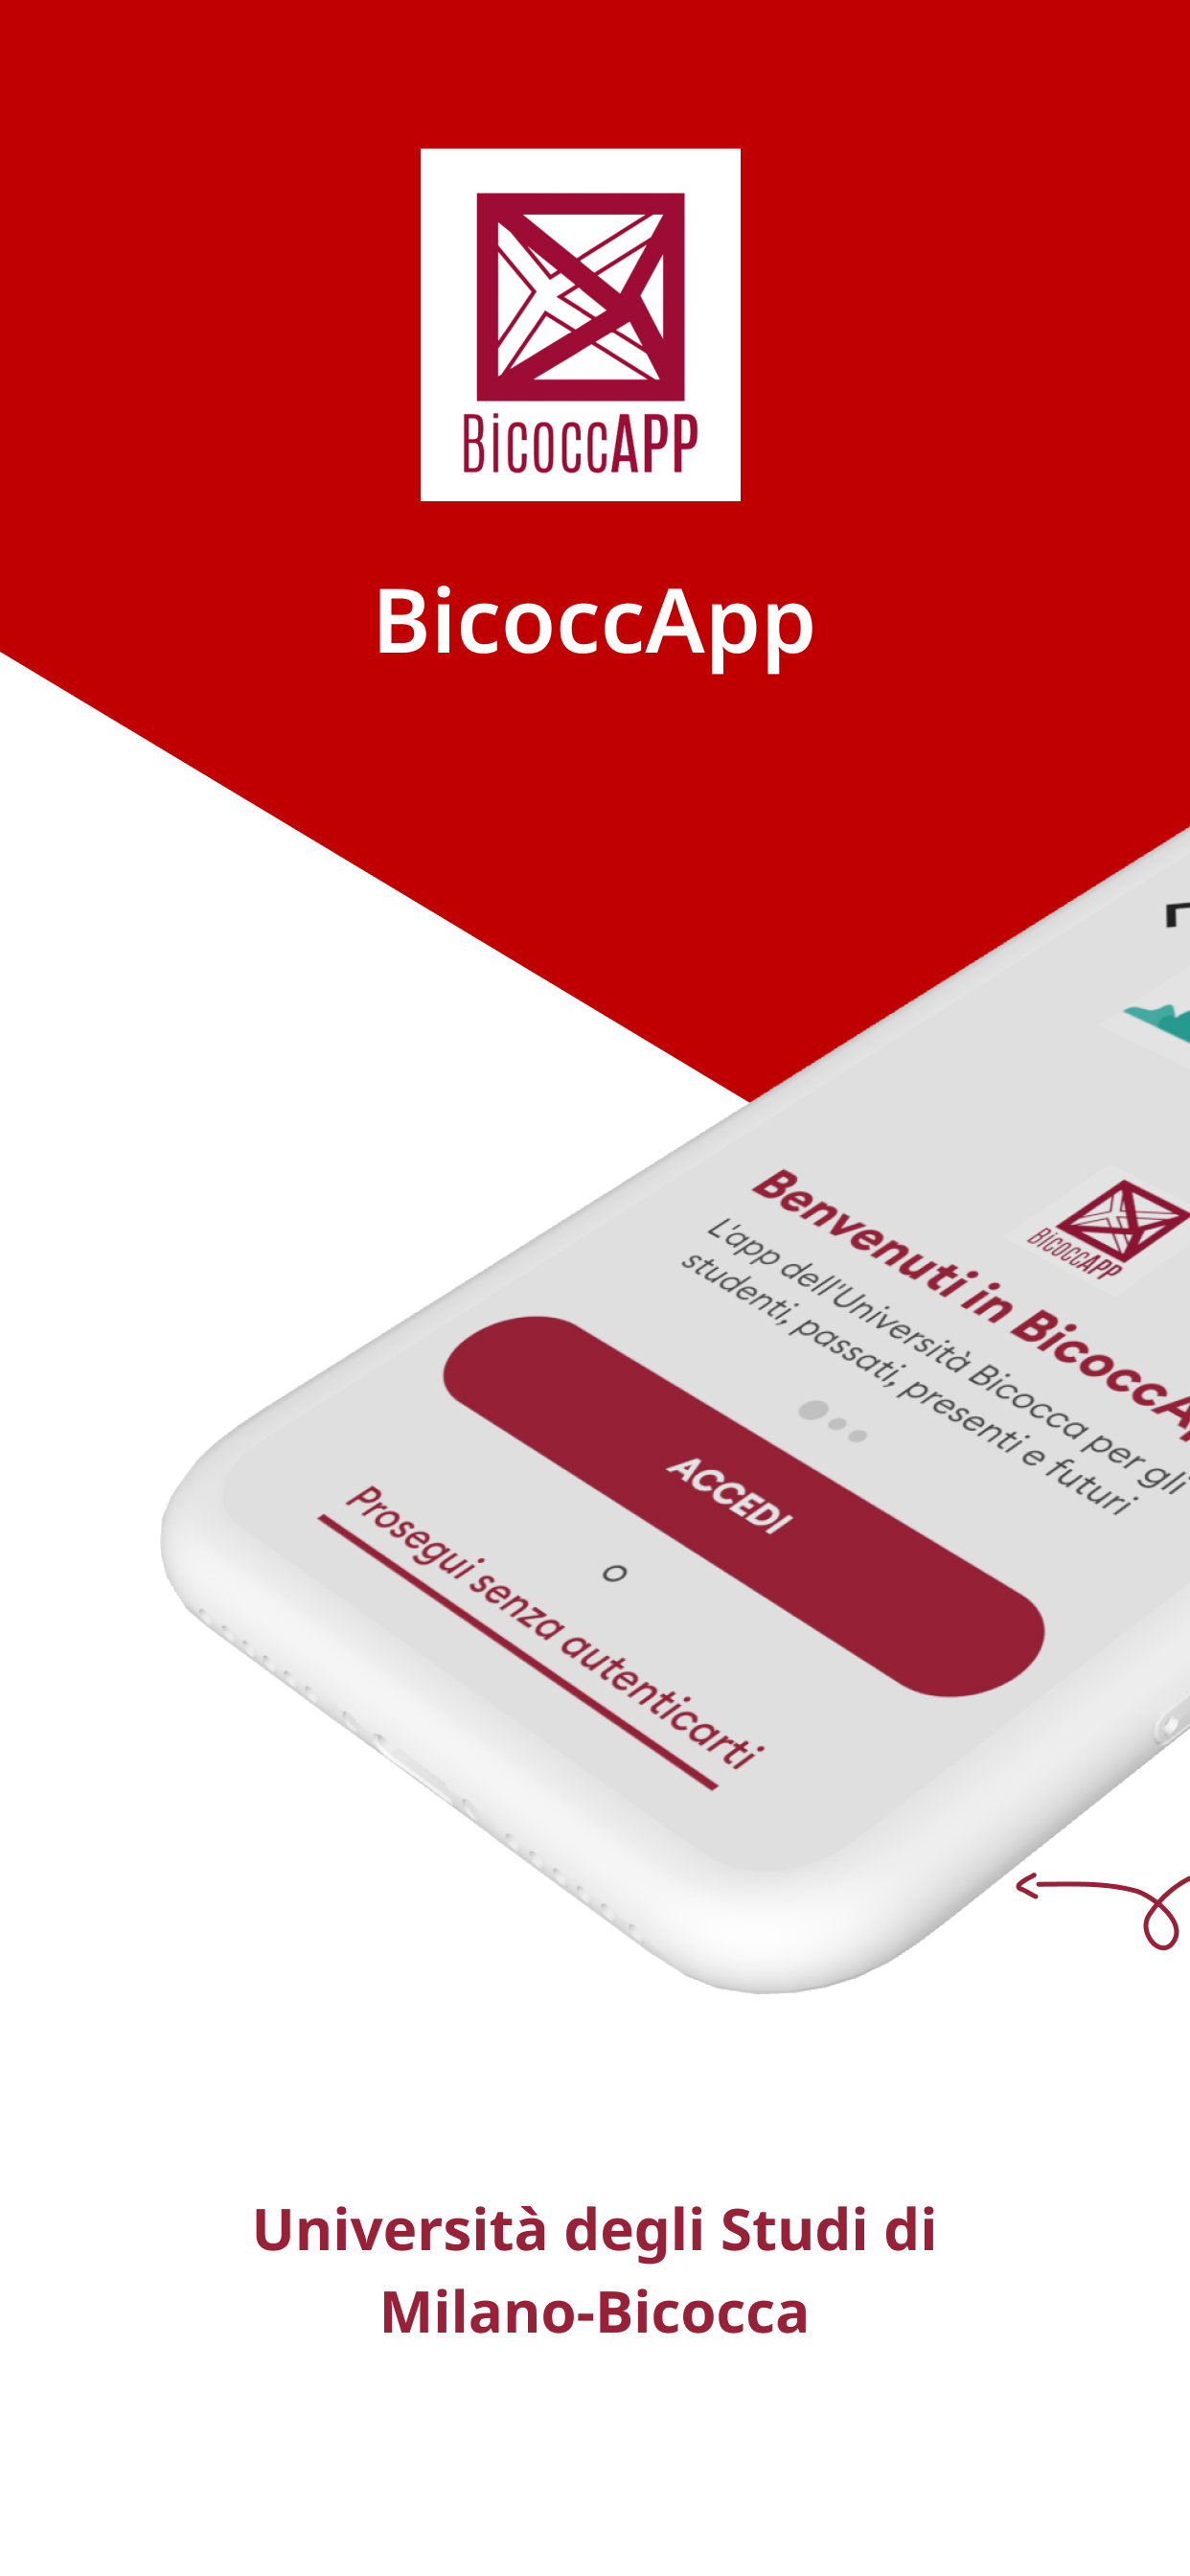 BicoccAPP
BicoccApp
BicoccAPP
Benvenuti in BicoccA
L'app dell'Università Bicocca per gli
studenti, passati, presenti e futuri
ACCEDI
o
Prosegui senza autenticarti
Università degli Studi di
Milano-Bicocca